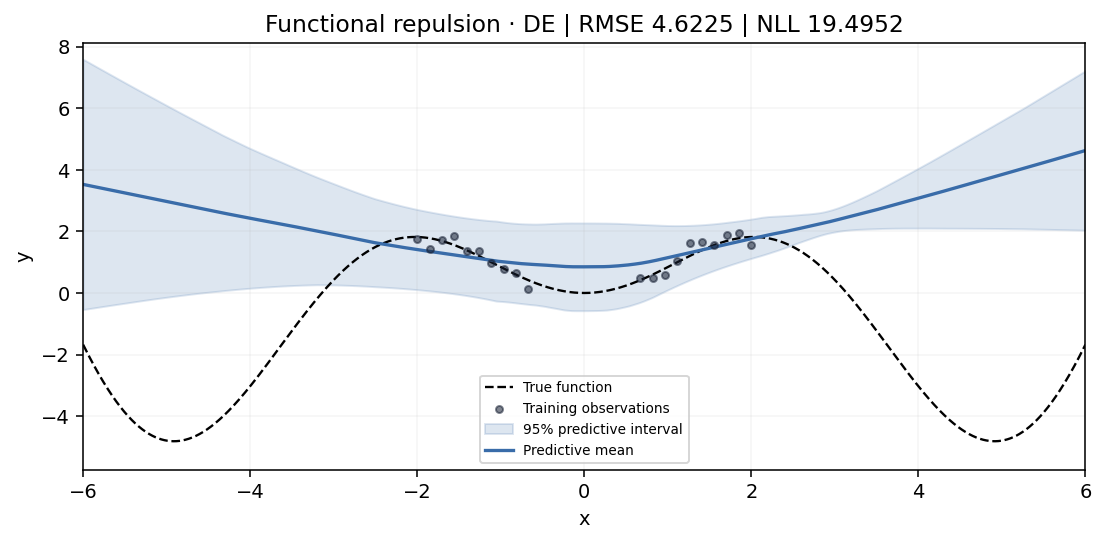 Functional repulsion · DE | RMSE 4.6225 | NLL 19.4952
8
6
4
2
0
−2
−4
y
True function
Training observations
95% predictive interval
Predictive mean
−6 −4 −2 0 2 4 6
x